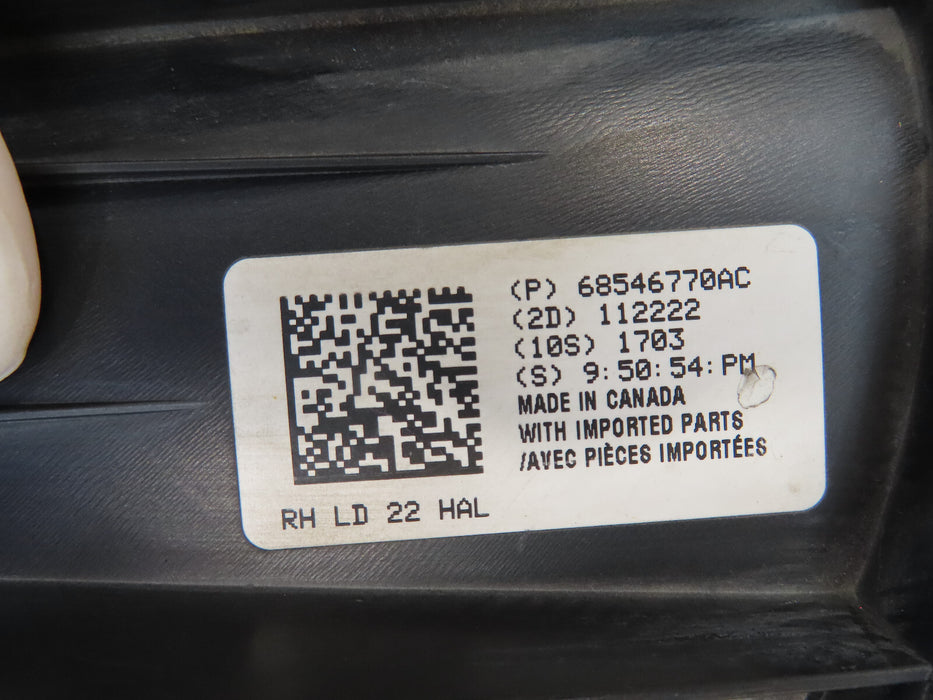 (P) 68546770AC
(2D) 112222
(10S) 1703
(S) 9:50:54:PM
MADE IN CANADA
WITH IMPORTED PARTS
/AVEC PIÈCES IMPORTÉES
RH LD 22 HAL